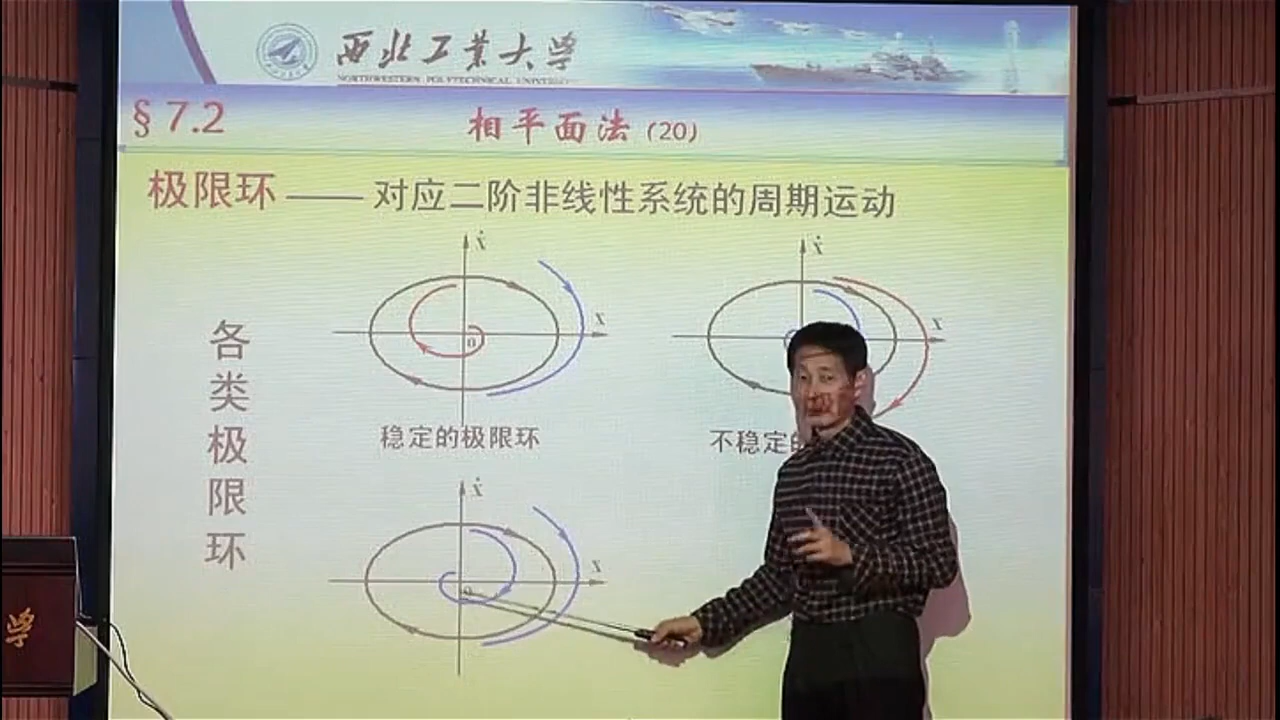 西北工业大学
NORTHWESTERN POLYTECHNICAL UNIVERSITY
§7.2 相平面法 (20)
极限环 —— 对应二阶非线性系统的周期运动
ẋ
x
0
ẋ
x
各类极限环
稳定的极限环
不稳定的
ẋ
x
0
学